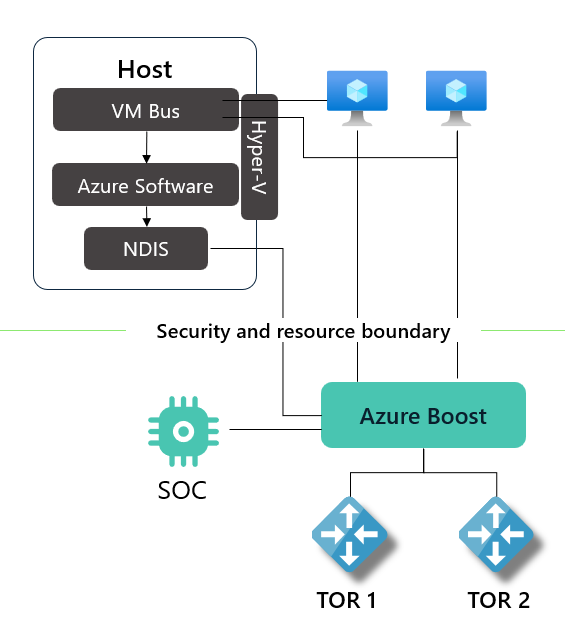 Host
VM Bus
Hyper-V
Azure Software
NDIS
Security and resource boundary
Azure Boost
SOC
TOR 1
TOR 2